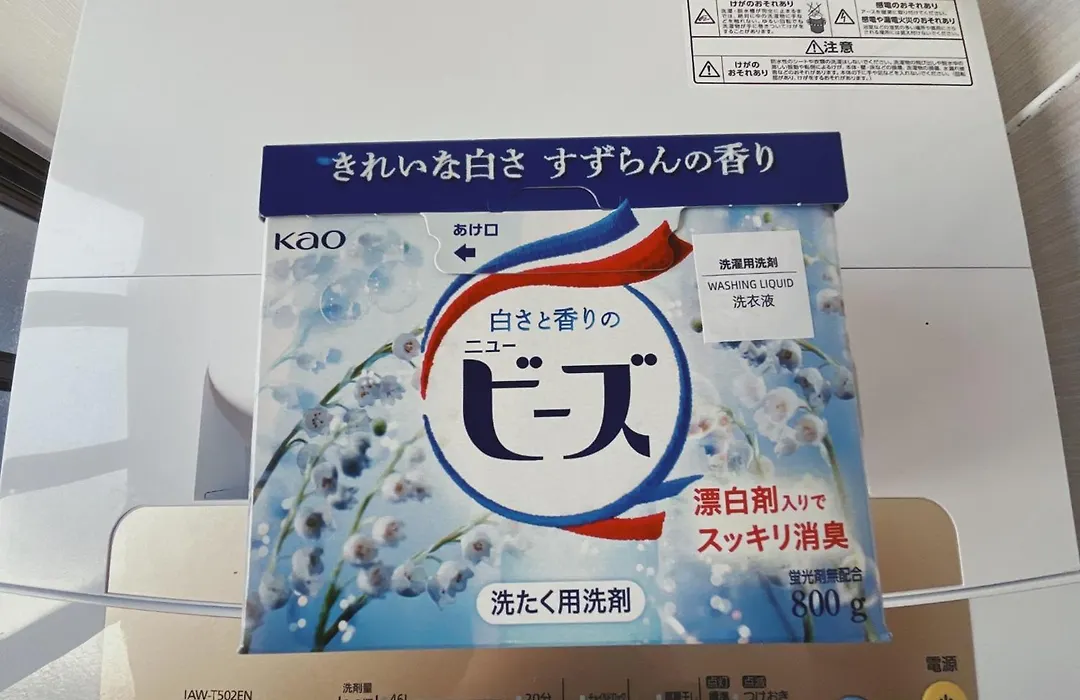 けがのおそれあり
感電のおそれあり
感電や漏電火災のおそれあり
注意
けがの
おそれあり
きれいな白さ すずらんの香り
Kao
あけ口
洗濯用洗剤
WASHING LIQUID
洗衣液
白さと香りの
ニュー
ビーズ
漂白剤入りで
スッキリ消臭
蛍光剤無配合
800 g
洗たく用洗剤
電源
IAW-T502EN
洗剤量
46L
つけおき